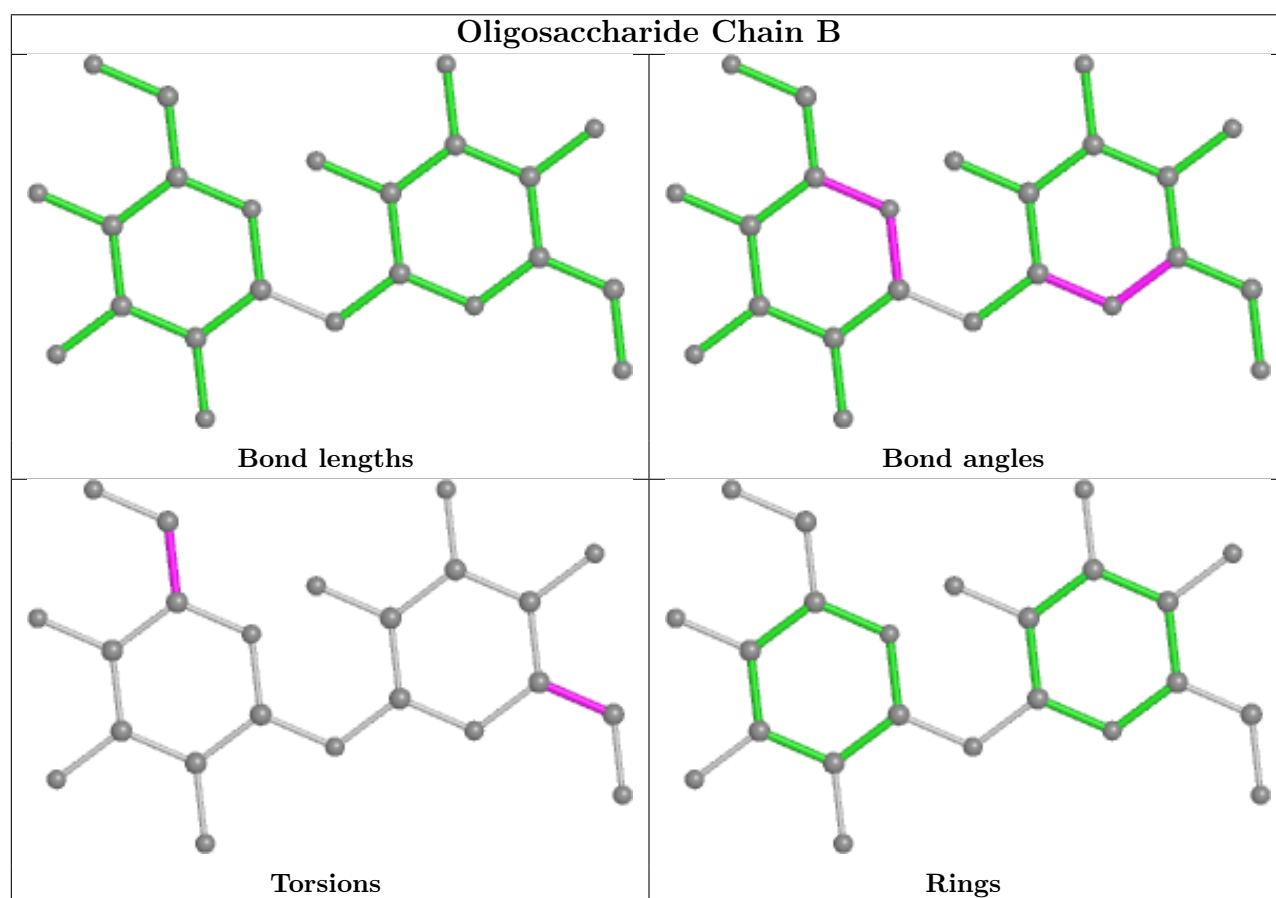 Oligosaccharide Chain B
Bond lengths
Bond angles
Torsions
Rings